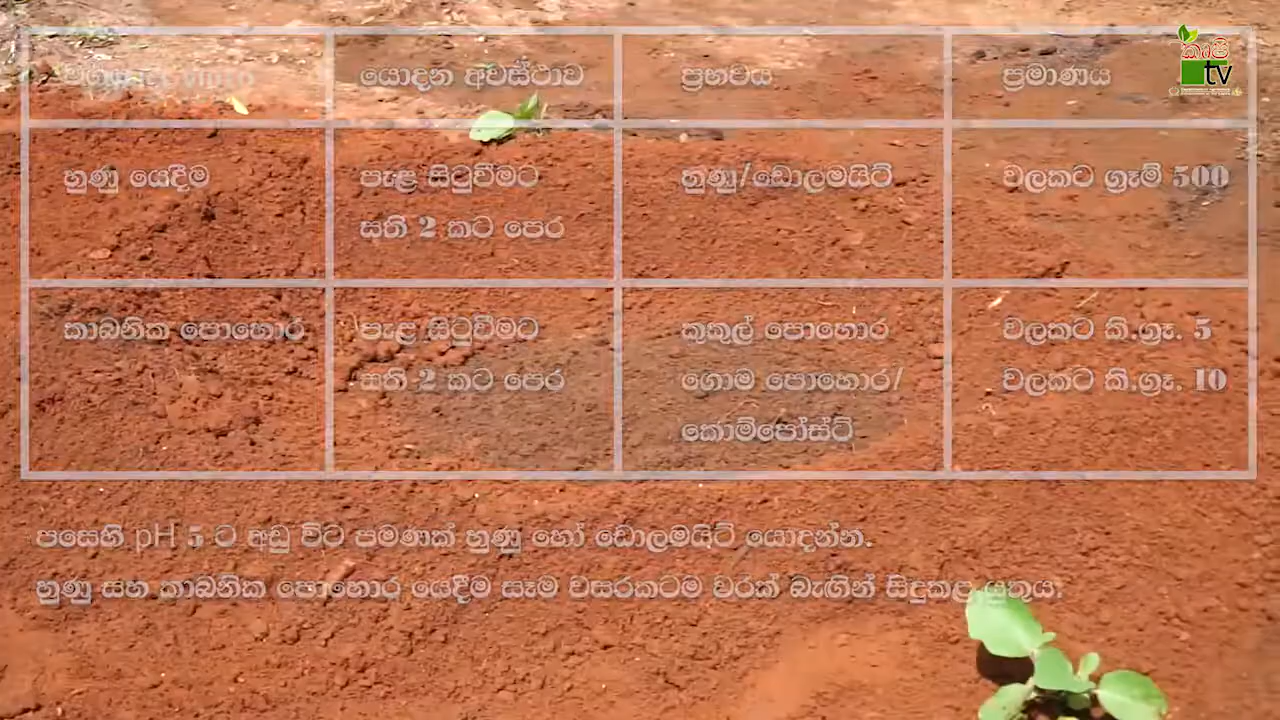 කෘෂි
tv
යොදන අවස්ථාව
ප්‍රභවය
ප්‍රමාණය
හුණු යෙදීම
පැළ සිටුවීමට
සති 2 කට පෙර
හුණු/ඩොලමයිට්
වලකට ග්‍රෑම් 500
කාබනික පොහොර
පැළ සිටුවීමට
සති 2 කට පෙර
කුකුල් පොහොර
ගොම පොහොර/
කොම්පෝස්ට්
වලකට කි.ග්‍රෑ. 5
වලකට කි.ග්‍රෑ. 10
පසෙහි pH 5 ට අඩු විට පමණක් හුණු හෝ ඩොලමයිට් යොදන්න.
හුණු සහ කාබනික පොහොර යෙදීම සෑම වසරකටම වරක් බැගින් සිදුකළ යුතුය.